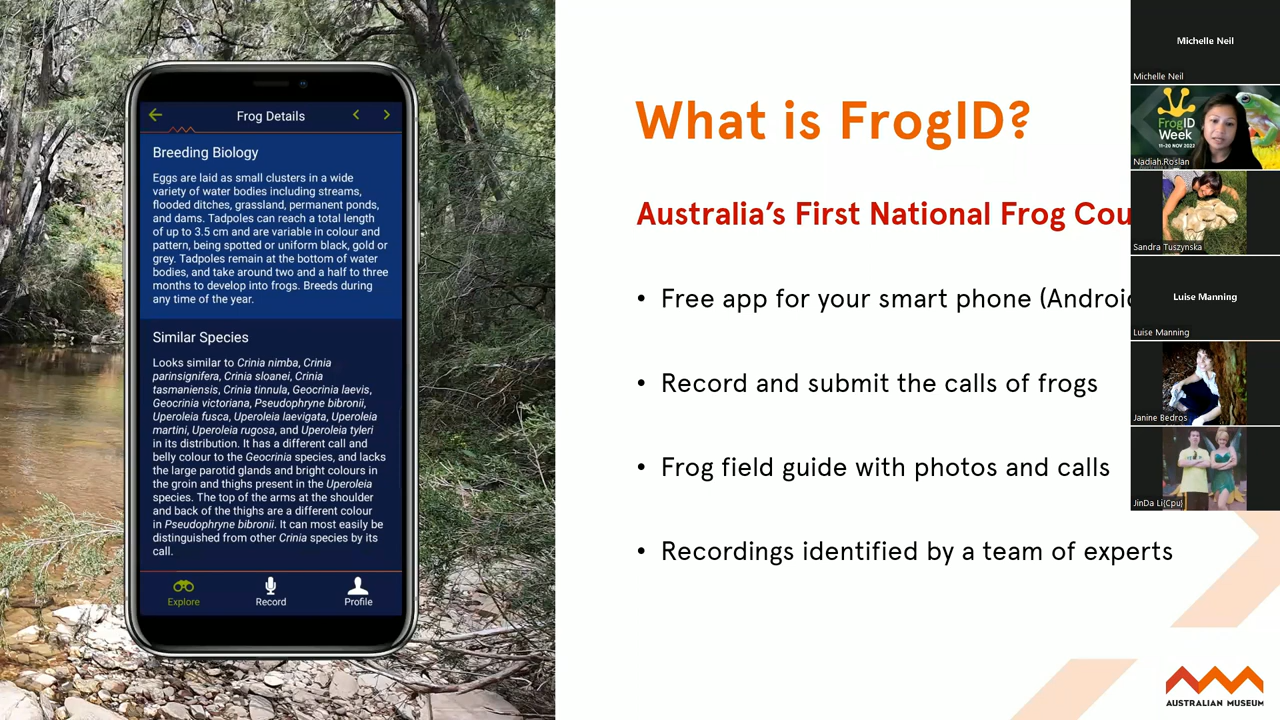 Frog Details
Breeding Biology
Eggs are laid as small clusters in a wide
variety of water bodies including streams,
flooded ditches, grassland, permanent ponds,
and dams. Tadpoles can reach a total length
of up to 3.5 cm and are variable in colour and
pattern, being spotted or uniform black, gold or
grey. Tadpoles remain at the bottom of water
bodies, and take around two and a half to three
months to develop into frogs. Breeds during
any time of the year.
Similar Species
Looks similar to Crinia nimba, Crinia
parinsignifera, Crinia sloanei, Crinia
tasmaniensis, Crinia tinnula, Geocrinia laevis,
Geocrinia victoriana, Pseudophryne bibronii,
Uperoleia fusca, Uperoleia laevigata, Uperoleia
martini, Uperoleia rugosa, and Uperoleia tyleri
in its distribution. It has a different call and
belly colour to the Geocrinia species, and lacks
the large parotid glands and bright colours in
the groin and thighs present in the Uperoleia
species. The top of the arms at the shoulder
and back of the thighs are a different colour
in Pseudophryne bibronii. It can most easily be
distinguished from other Crinia species by its
call.
Explore
Record
Profile
What is FrogID?
Australia's First National Frog Cou
• Free app for your smart phone (Android
• Record and submit the calls of frogs
• Frog field guide with photos and calls
• Recordings identified by a team of experts
Michelle Neil
Michelle Neil
FrogID
Week
11-20 NOV 2022
Nadiah Roslan
Sandra Tuszynska
Luise Manning
Luise Manning
Janine Bedros
JinDa Li(Cpu)
AUSTRALIAN MUSEUM